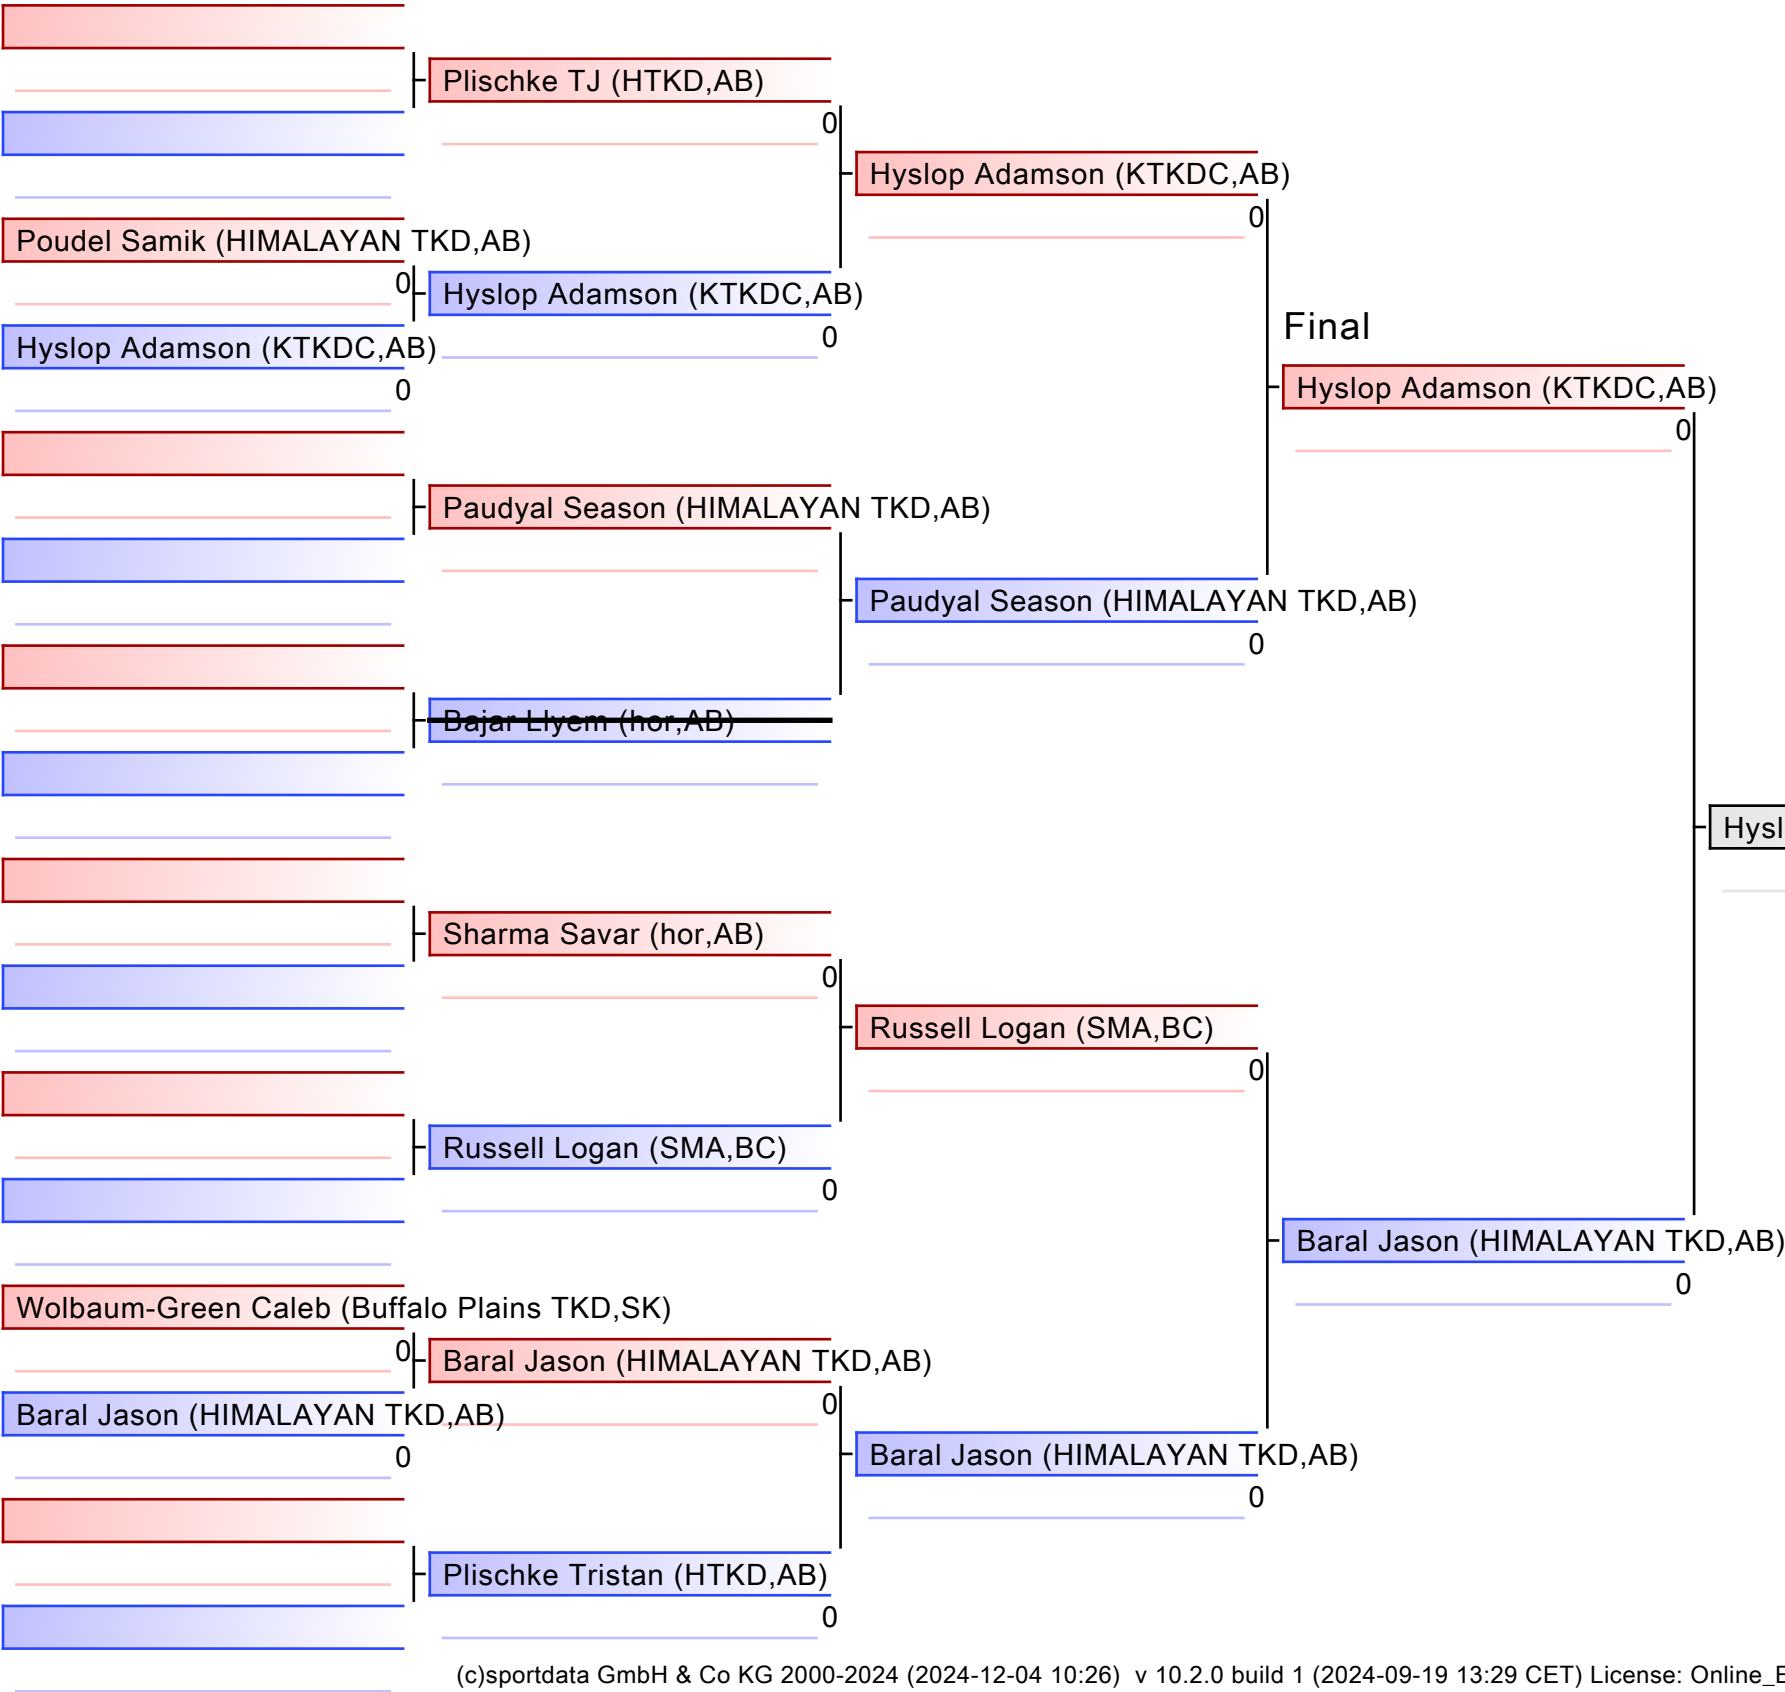 Plischke TJ (HTKD,AB)
0
Hyslop Adamson (KTKDC,AB)
0
Poudel Samik (HIMALAYAN TKD,AB)
0
Hyslop Adamson (KTKDC,AB)
0
Final
Hyslop Adamson (KTKDC,AB)
0
Hyslop Adamson (KTKDC,AB)
0
Paudyal Season (HIMALAYAN TKD,AB)
Paudyal Season (HIMALAYAN TKD,AB)
0
Bajar Llyem (hor,AB)
Hysl
Sharma Savar (hor,AB)
0
Russell Logan (SMA,BC)
0
Russell Logan (SMA,BC)
0
Baral Jason (HIMALAYAN TKD,AB)
0
Wolbaum-Green Caleb (Buffalo Plains TKD,SK)
0
Baral Jason (HIMALAYAN TKD,AB)
0
Baral Jason (HIMALAYAN TKD,AB)
0
Baral Jason (HIMALAYAN TKD,AB)
0
Plischke Tristan (HTKD,AB)
0
(c)sportdata GmbH & Co KG 2000-2024 (2024-12-04 10:26) v 10.2.0 build 1 (2024-09-19 13:29 CET) License: Online_E